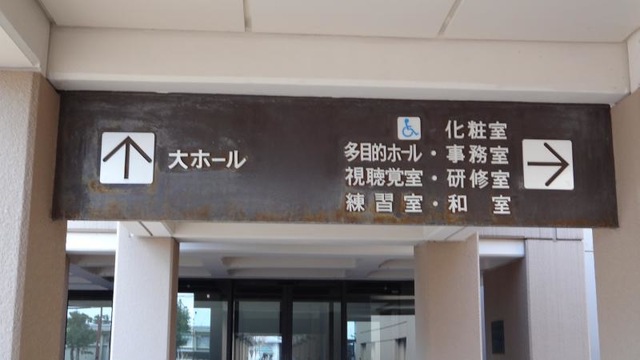 大ホール
化粧室
多目的ホール・事務室
視聴覚室・研修室
練習室・和室